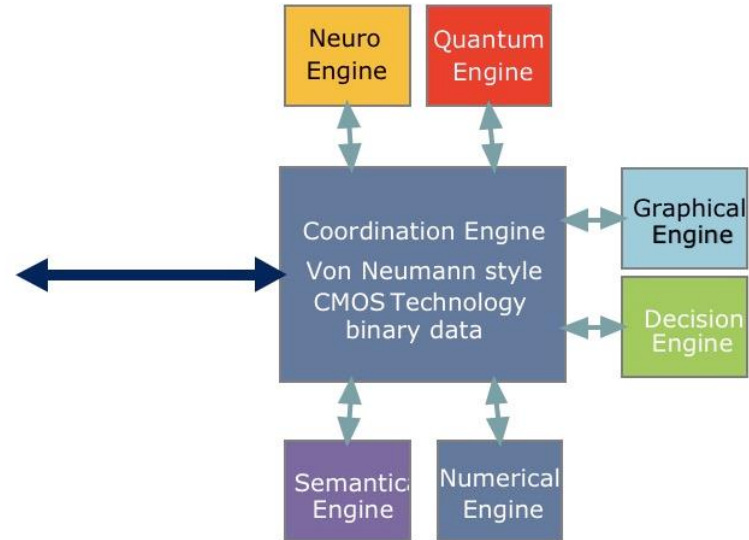 Neuro
Engine
Quantum
Engine
Coordination Engine
Von Neumann style
CMOS Technology
binary data
Graphical
Engine
Decision
Engine
Semantica
Engine
Numerical
Engine